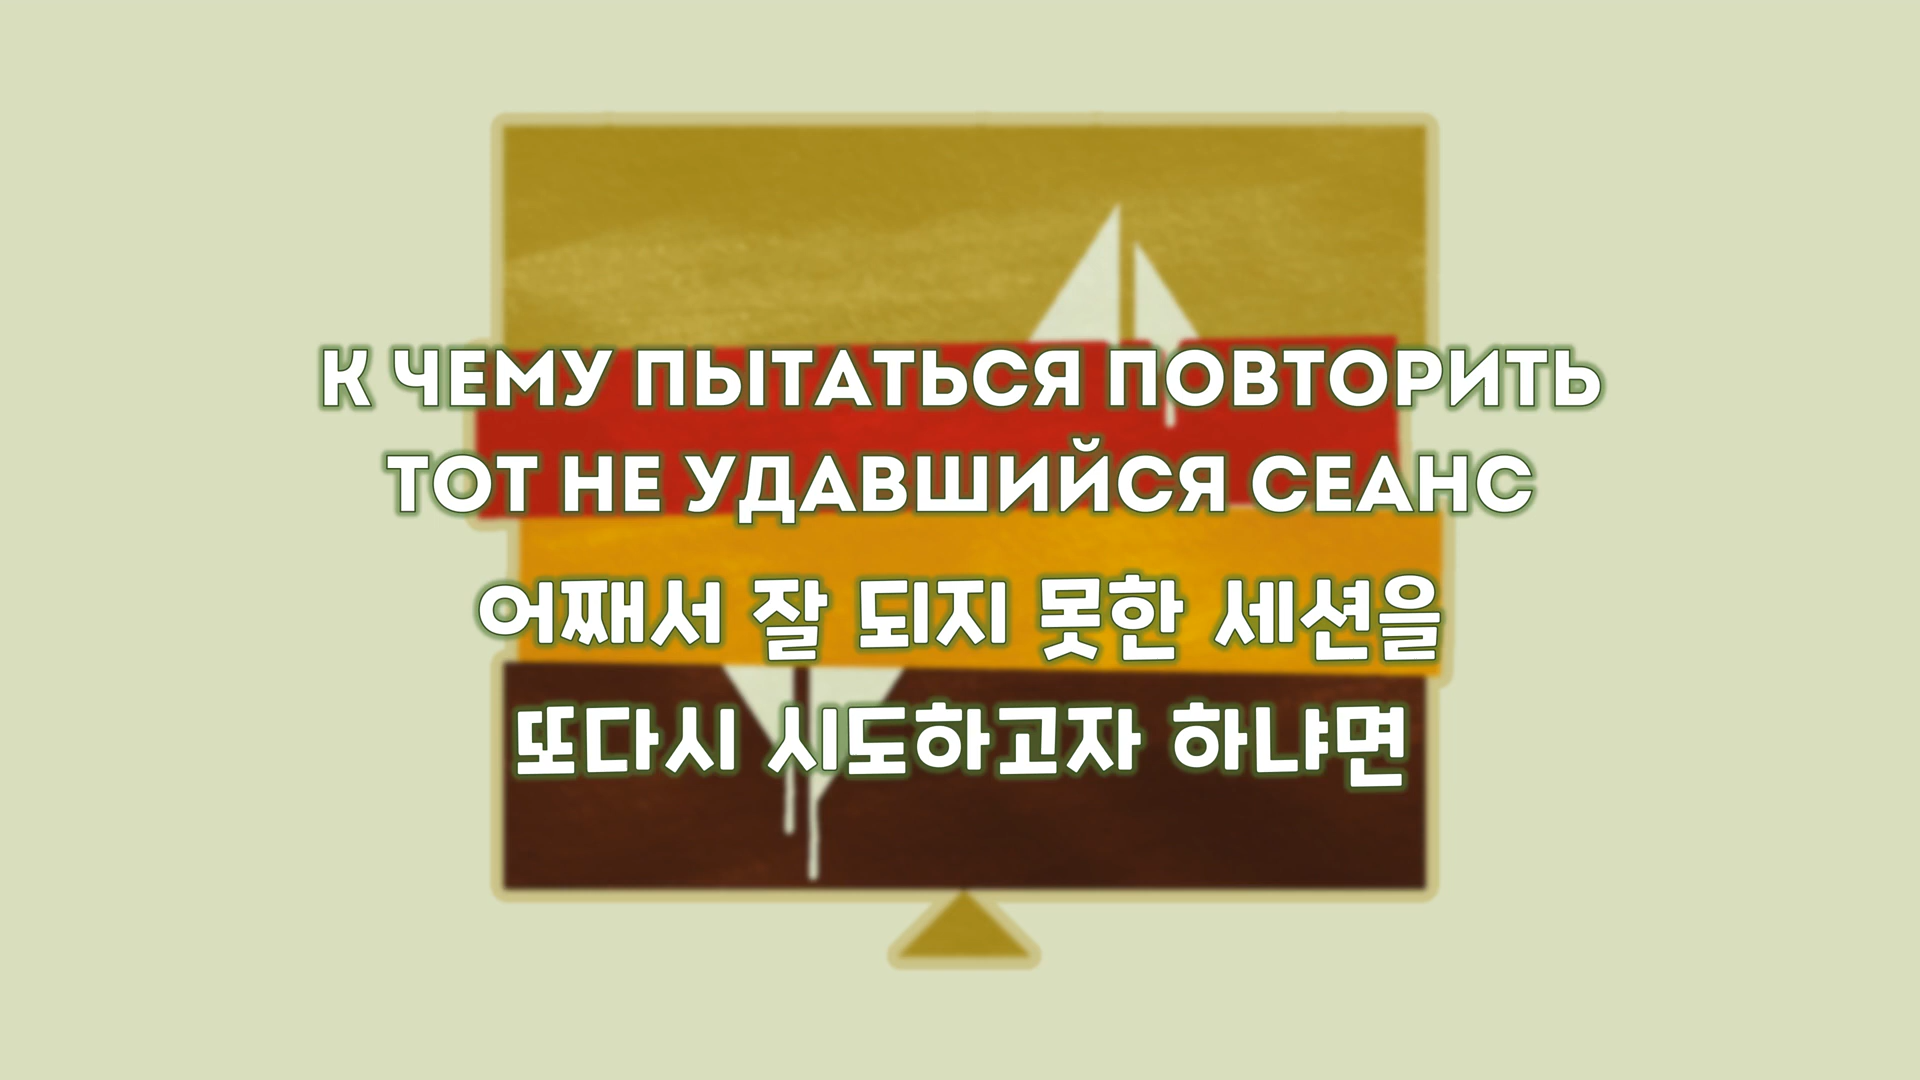 К ЧЕМУ ПЫТАТЬСЯ ПОВТОРИТЬ
ТОТ НЕ УДАВШИЙСЯ СЕАНС
어째서 잘 되지 못한 세션을
또다시 시도하고자 하냐면